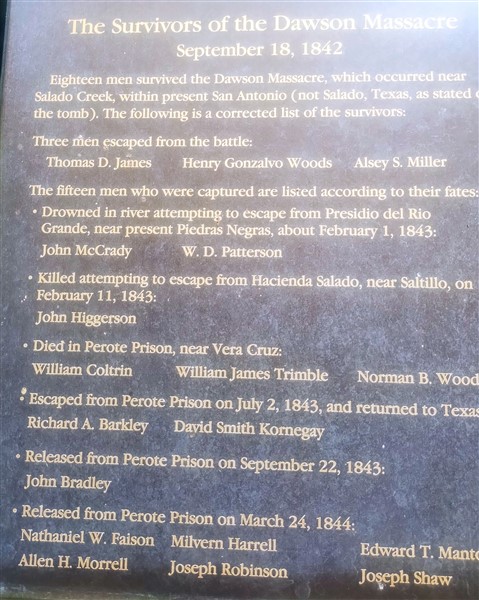 The Survivors of the Dawson Massacre
September 18, 1842
Eighteen men survived the Dawson Massacre, which occurred near
Salado Creek, within present San Antonio (not Salado, Texas, as stated
the tomb). The following is a corrected list of the survivors:
Three men escaped from the battle:
Thomas D. James Henry Gonzalvo Woods Alsey S. Miller
The fifteen men who were captured are listed according to their fates:
• Drowned in river attempting to escape from Presidio del Rio
Grande, near present Piedras Negras, about February 1, 1843:
John McCrady W. D. Patterson
• Killed attempting to escape from Hacienda Salado, near Saltillo, on
February 11, 1843:
John Higgerson
• Died in Perote Prison, near Vera Cruz:
William Coltrin William James Trimble Norman B. Wood
• Escaped from Perote Prison on July 2, 1843, and returned to Texas
Richard A. Barkley David Smith Kornegay
• Released from Perote Prison on September 22, 1843:
John Bradley
• Released from Perote Prison on March 24, 1844:
Nathaniel W. Faison Milvern Harrell Edward T. Manto
Allen H. Morrell Joseph Robinson Joseph Shaw